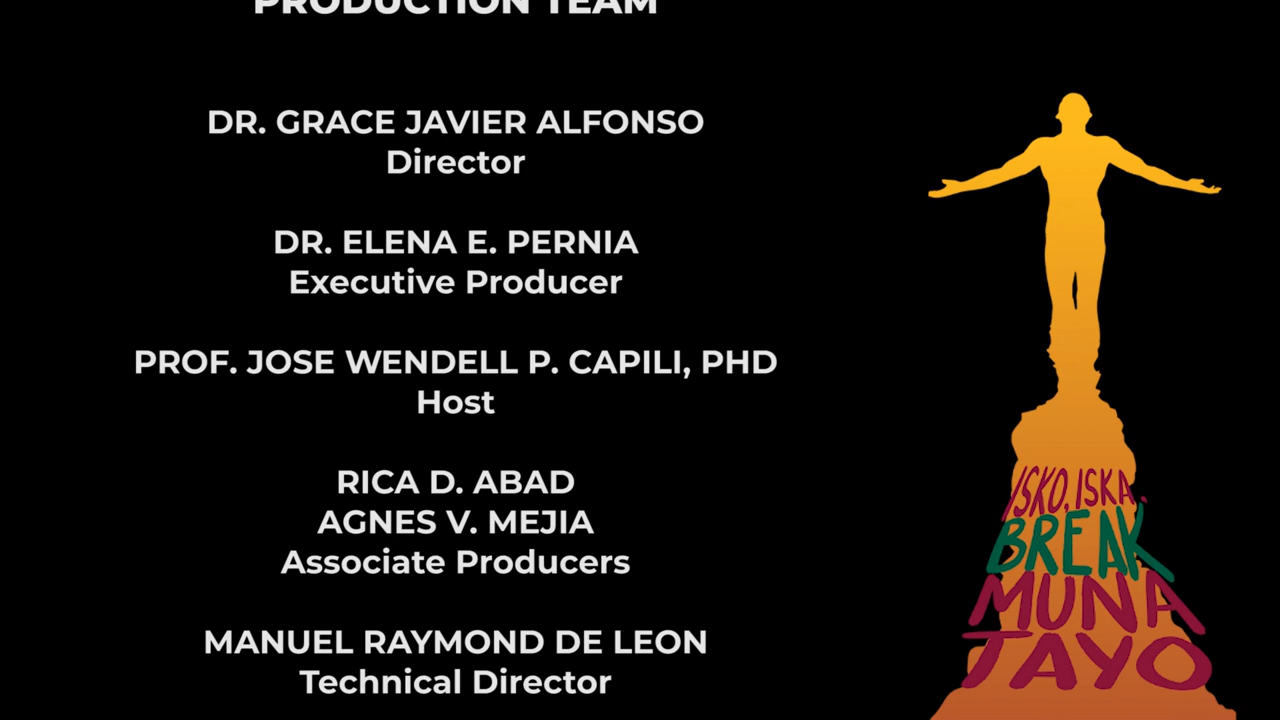 PRODUCTION TEAM
DR. GRACE JAVIER ALFONSO
Director
DR. ELENA E. PERNIA
Executive Producer
PROF. JOSE WENDELL P. CAPILI, PHD
Host
RICA D. ABAD
AGNES V. MEJIA
Associate Producers
MANUEL RAYMOND DE LEON
Technical Director
ISKO, ISKA.
BREAK
MUNA
TAYO